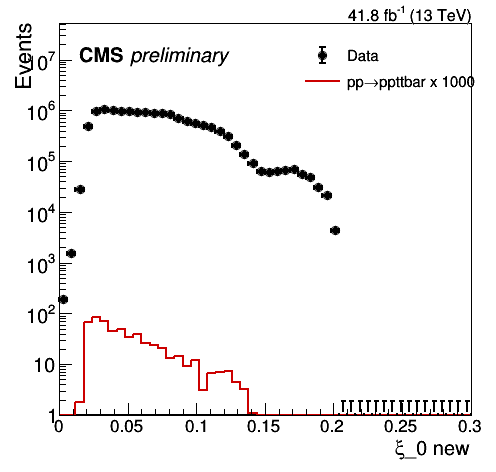 41.8 fb⁻¹ (13 TeV)
Events
CMS preliminary
Data
pp→ppttbar x 1000
10⁷
10⁶
10⁵
10⁴
10³
10²
10
1
0 0.05 0.1 0.15 0.2 0.25 0.3
ξ_0 new